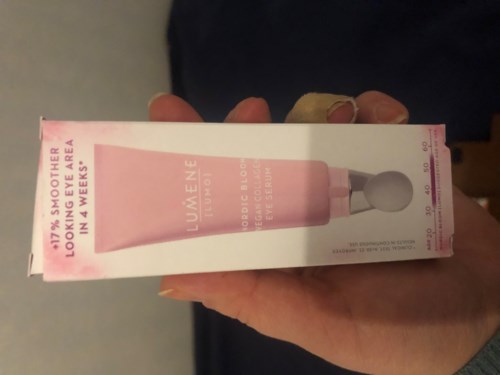 +17% SMOOTHER
LOOKING EYE AREA
IN 4 WEEKS*
LUMENE
[LUMO]
NORDIC BLOOM
VEGAN COLLAGEN
EYE SERUM
AGE 20 30 40 50 60